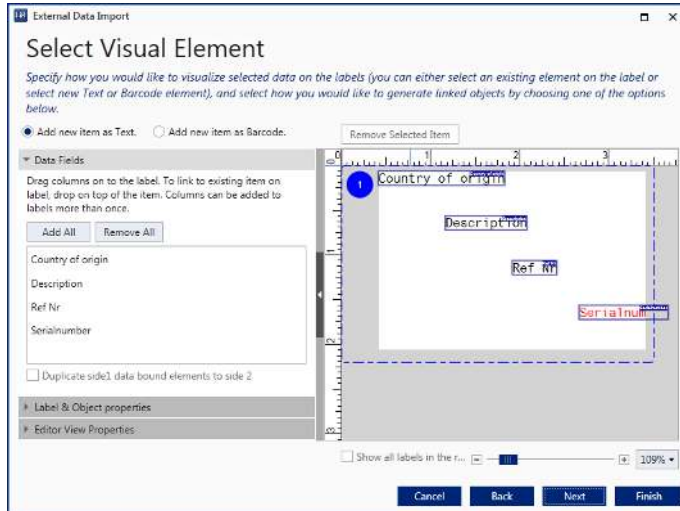 External Data Import
Select Visual Element
Specify how you would like to visualize selected data on the labels (you can either select an existing element on the label or
select new Text or Barcode element), and select how you would like to generate linked objects by choosing one of the options
below.
Add new item as Text.
Add new item as Barcode.
Remove Selected Item
Data Fields
Drag columns on to the label. To link to existing item on
label, drop on top of the item. Columns can be added to
labels more than once.
Add All
Remove All
Country of origin
Description
Ref Nr
Serialnumber
Duplicate side1 data bound elements to side 2
Label & Object properties
Editor View Properties
0 1 2 3
1
2
3
1
Country of origin
Description
Ref Nr
Serialnum
Show all labels in the r...
109%
Cancel
Back
Next
Finish